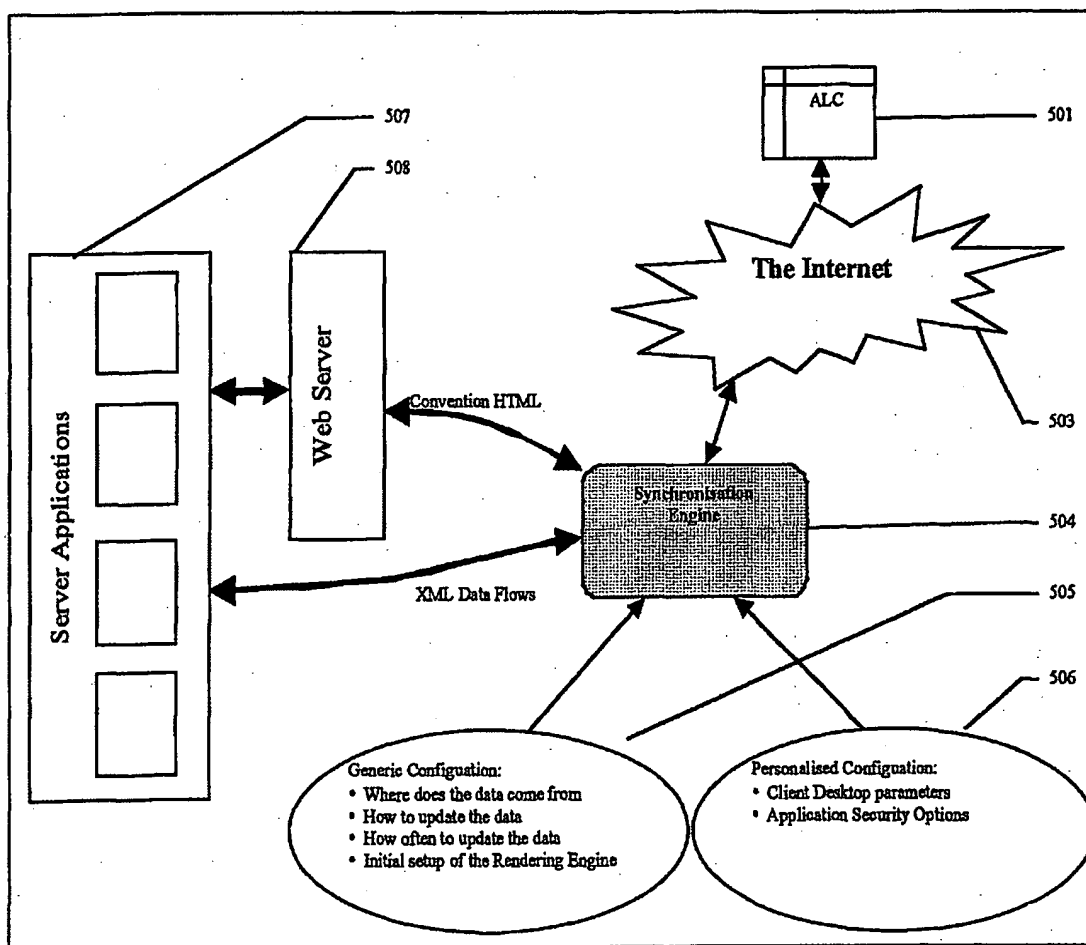 507
508
ALC
501
The Internet
503
Server Applications
Web Server
Convention HTML
Synchronisation
Engine
504
XML Data Flows
505
506
Generic Configuation:
• Where does the data come from
• How to update the data
• How often to update the data
• Initial setup of the Rendering Engine
Personalised Configuation:
• Client Desktop parameters
• Application Security Options